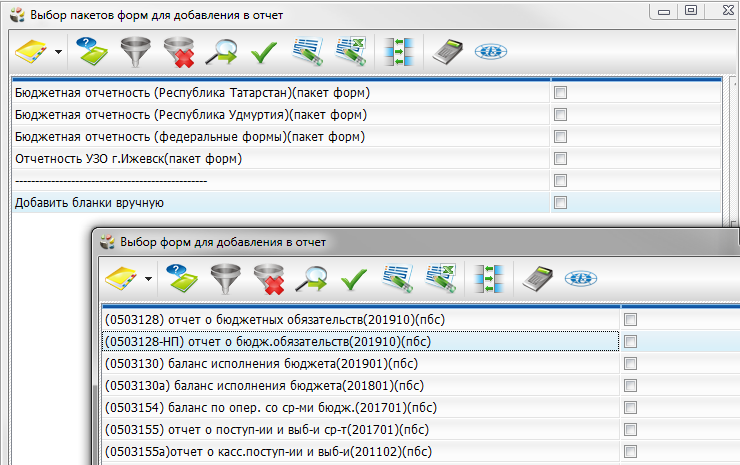 Выбор пакетов форм для добавления в отчет
Бюджетная отчетность (Республика Татарстан)(пакет форм)
Бюджетная отчетность (Республика Удмуртия)(пакет форм)
Бюджетная отчетность (федеральные формы)(пакет форм)
Отчетность УЗО г.Ижевск(пакет форм)
------------------------------------------------
Добавить бланки вручную
Выбор форм для добавления в отчет
(0503128) отчет о бюджетных обязательств(201910)(пбс)
(0503128-НП) отчет о бюдж.обязательств(201910)(пбс)
(0503130) баланс исполнения бюджета(201901)(пбс)
(0503130а) баланс исполнения бюджета(201801)(пбс)
(0503154) баланс по опер. со ср-ми бюдж.(201701)(пбс)
(0503155) отчет о поступ-ии и выб-и ср-т(201701)(пбс)
(0503155а)отчет о касс.поступ-ии и выб-и(201102)(пбс)